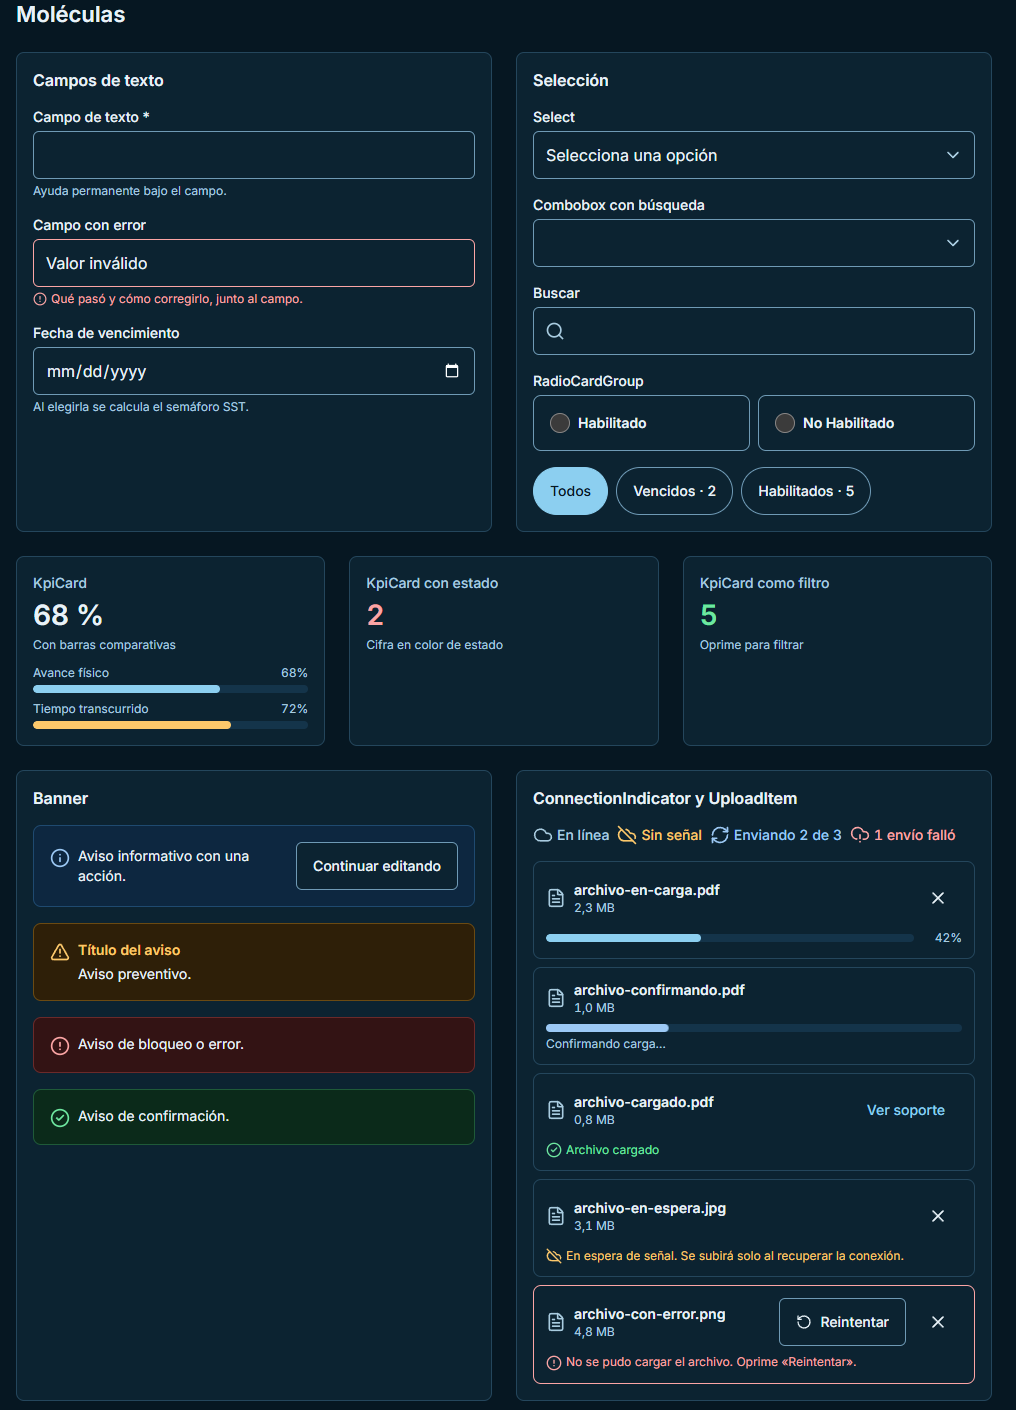 Moléculas
Campos de texto
Campo de texto *
Ayuda permanente bajo el campo.
Campo con error
Valor inválido
Qué pasó y cómo corregirlo, junto al campo.
Fecha de vencimiento
mm/dd/yyyy
Al elegirla se calcula el semáforo SST.
Selección
Select
Selecciona una opción
Combobox con búsqueda
Buscar
RadioCardGroup
Habilitado
No Habilitado
Todos
Vencidos · 2
Habilitados · 5
KpiCard
68 %
Con barras comparativas
Avance físico 68%
Tiempo transcurrido 72%
KpiCard con estado
2
Cifra en color de estado
KpiCard como filtro
5
Oprime para filtrar
Banner
Aviso informativo con una
acción.
Continuar editando
Título del aviso
Aviso preventivo.
Aviso de bloqueo o error.
Aviso de confirmación.
ConnectionIndicator y UploadItem
En línea
Sin señal
Enviando 2 de 3
1 envío falló
archivo-en-carga.pdf
2,3 MB
42%
archivo-confirmando.pdf
1,0 MB
Confirmando carga...
archivo-cargado.pdf
0,8 MB
Ver soporte
Archivo cargado
archivo-en-espera.jpg
3,1 MB
En espera de señal. Se subirá solo al recuperar la conexión.
archivo-con-error.png
4,8 MB
Reintentar
No se pudo cargar el archivo. Oprime «Reintentar».